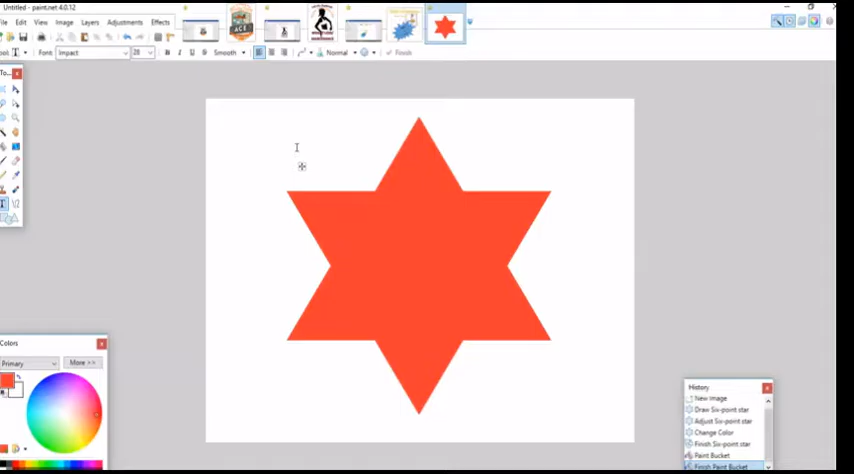 Untitled - paint.net 4.0.12
File Edit View Image Layers Adjustments Effects
Font: Impact 28 B I U S Smooth Normal Finish
ACE
To...
Colors
Primary More >>
History
New Image
Draw Six-point star
Adjust Six-point star
Change Color
Finish Six-point star
Paint Bucket
Finish Paint Bucket